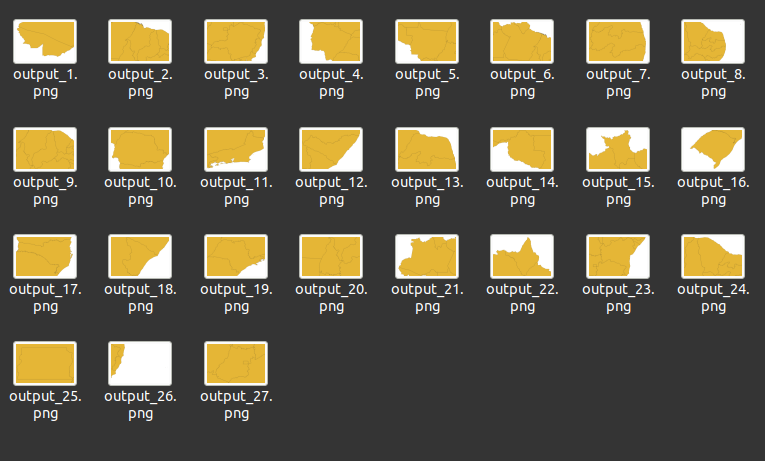 output_1. output_2. output_3. output_4. output_5. output_6. output_7. output_8.
png png png png png png png png
output_9. output_10. output_11. output_12. output_13. output_14. output_15. output_16.
png png png png png png png png
output_17. output_18. output_19. output_20. output_21. output_22. output_23. output_24.
png png png png png png png png
output_25. output_26. output_27.
png png png